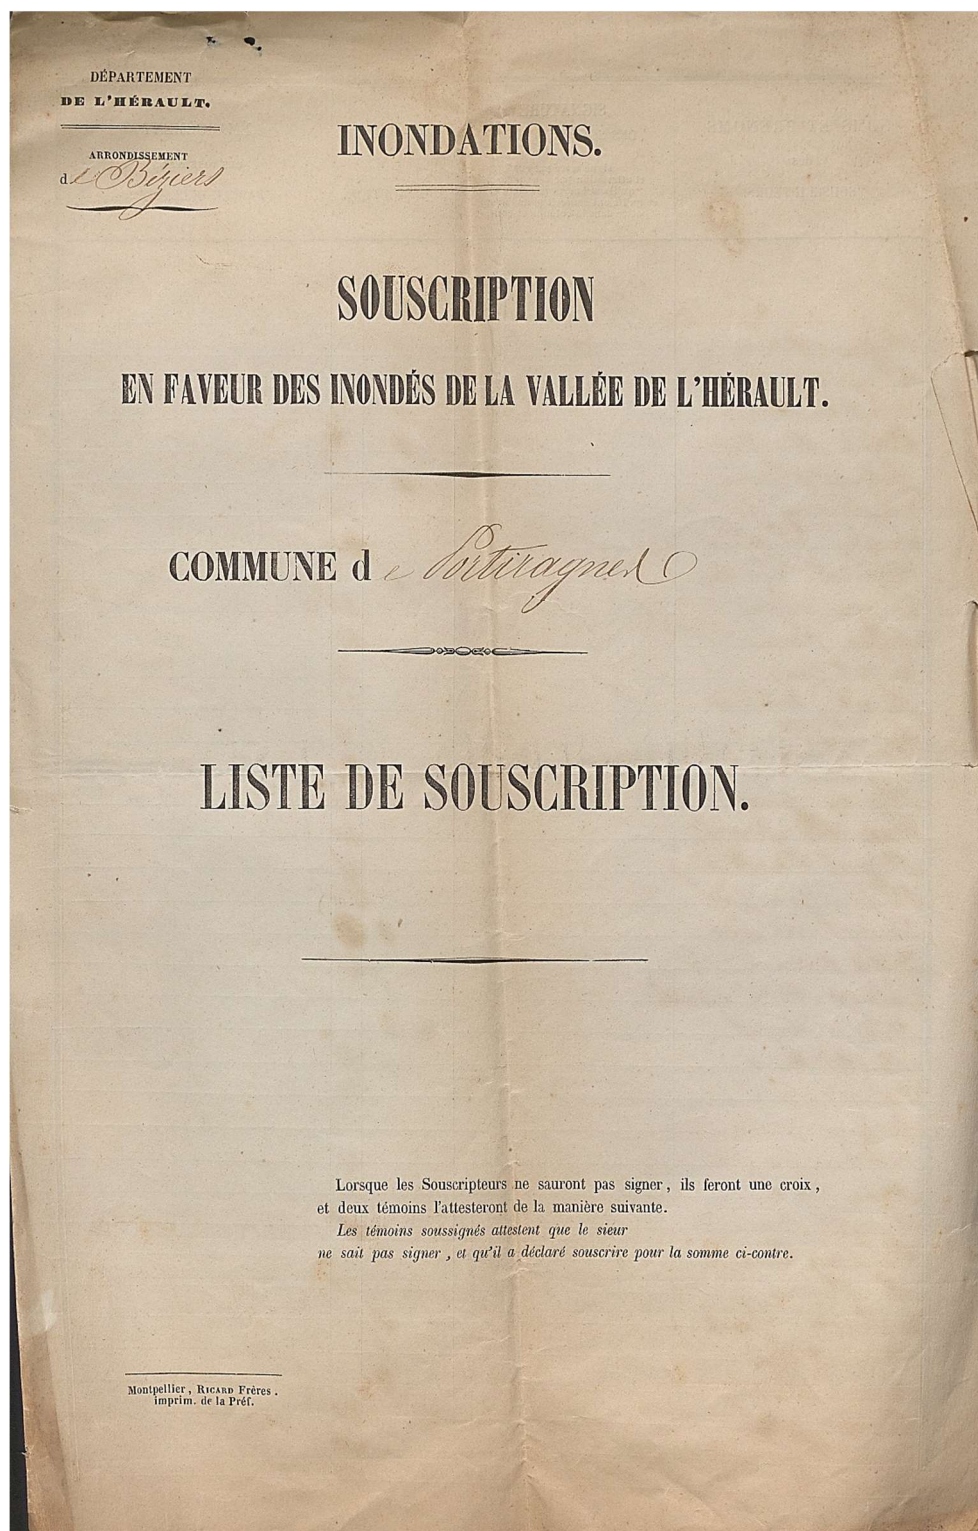 DÉPARTEMENT
DE L'HÉRAULT.
ARRONDISSEMENT
de Béziers
INONDATIONS.
SOUSCRIPTION
EN FAVEUR DES INONDÉS DE LA VALLÉE DE L'HÉRAULT.
COMMUNE de Portiragnes
LISTE DE SOUSCRIPTION.
Lorsque les Souscripteurs ne sauront pas signer, ils feront une croix,
et deux témoins l'attesteront de la manière suivante.
Les témoins soussignés attestent que le sieur
ne sait pas signer, et qu'il a déclaré souscrire pour la somme ci-contre.
Montpellier, RICARD Frères.
imprim. de la Préf.